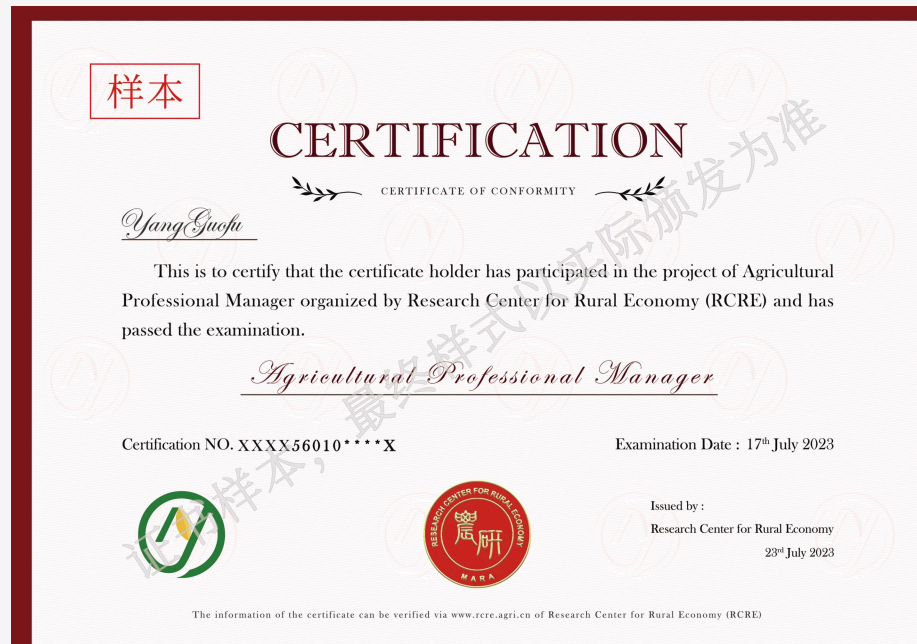 样本
CERTIFICATION
CERTIFICATE OF CONFORMITY
YangGuofu
This is to certify that the certificate holder has participated in the project of Agricultural
Professional Manager organized by Research Center for Rural Economy (RCRE) and has
passed the examination.
Agricultural Professional Manager
Certification NO. XXXX56010****X
Examination Date : 17th July 2023
证书样本，最终样式以实际颁发为准
RESEARCH CENTER FOR RURAL ECONOMY
農研
MARA
Issued by :
Research Center for Rural Economy
23rd July 2023
The information of the certificate can be verified via www.rcre.agri.cn of Research Center for Rural Economy (RCRE)